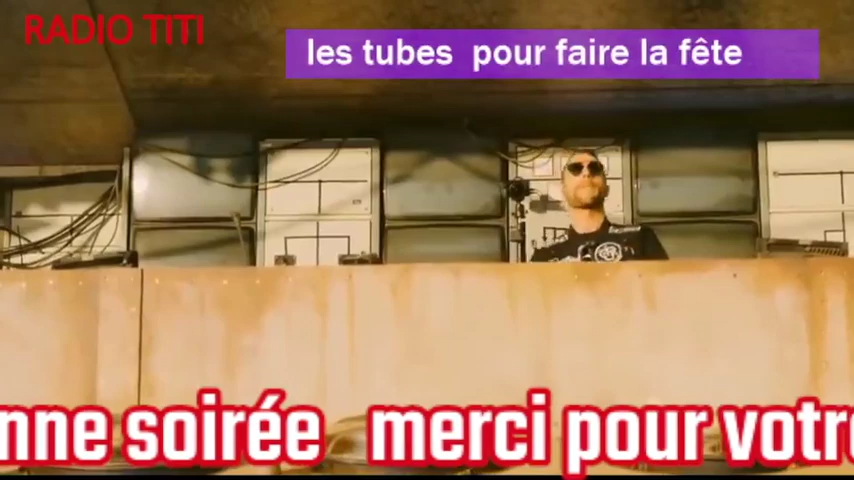 RADIO TITI
les tubes pour faire la fête
nne soirée merci pour votr